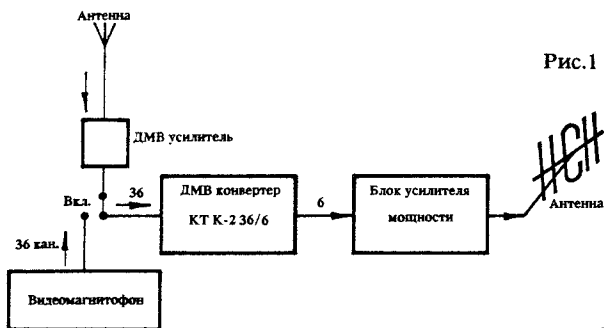 Антенна
Рис.1
ДМВ усилитель
Вкл.
36
ДМВ конвертер
КТ К-2 36/6
6
Блок усилителя
мощности
Антенна
36 кан.
Видеомагнитофон